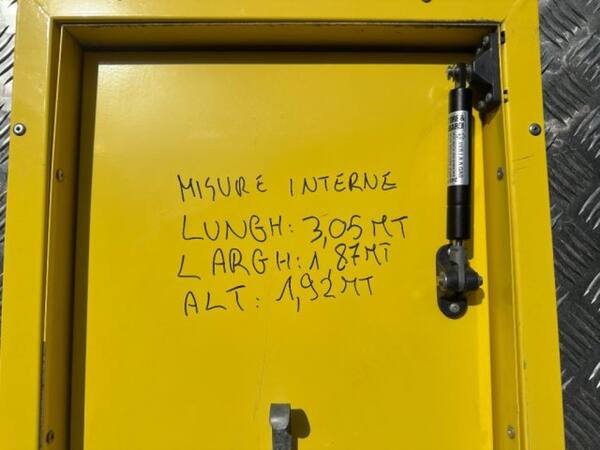 MISURE INTERNE
LUNGH: 3,05 MT
LARGH: 1,87 MT
ALT: 1,92 MT